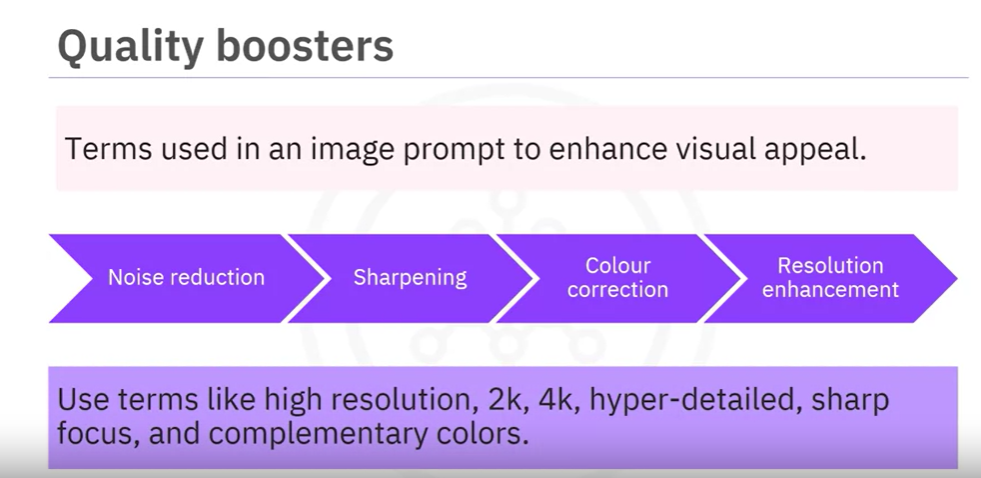 Quality boosters
Terms used in an image prompt to enhance visual appeal.
Noise reduction
Sharpening
Colour
correction
Resolution
enhancement
Use terms like high resolution, 2k, 4k, hyper-detailed, sharp
focus, and complementary colors.